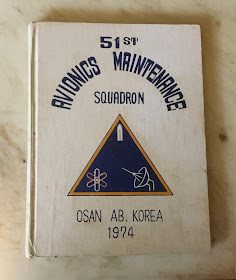 51ST
AVIONICS MAINTENANCE
SQUADRON
OSAN AB, KOREA
1974